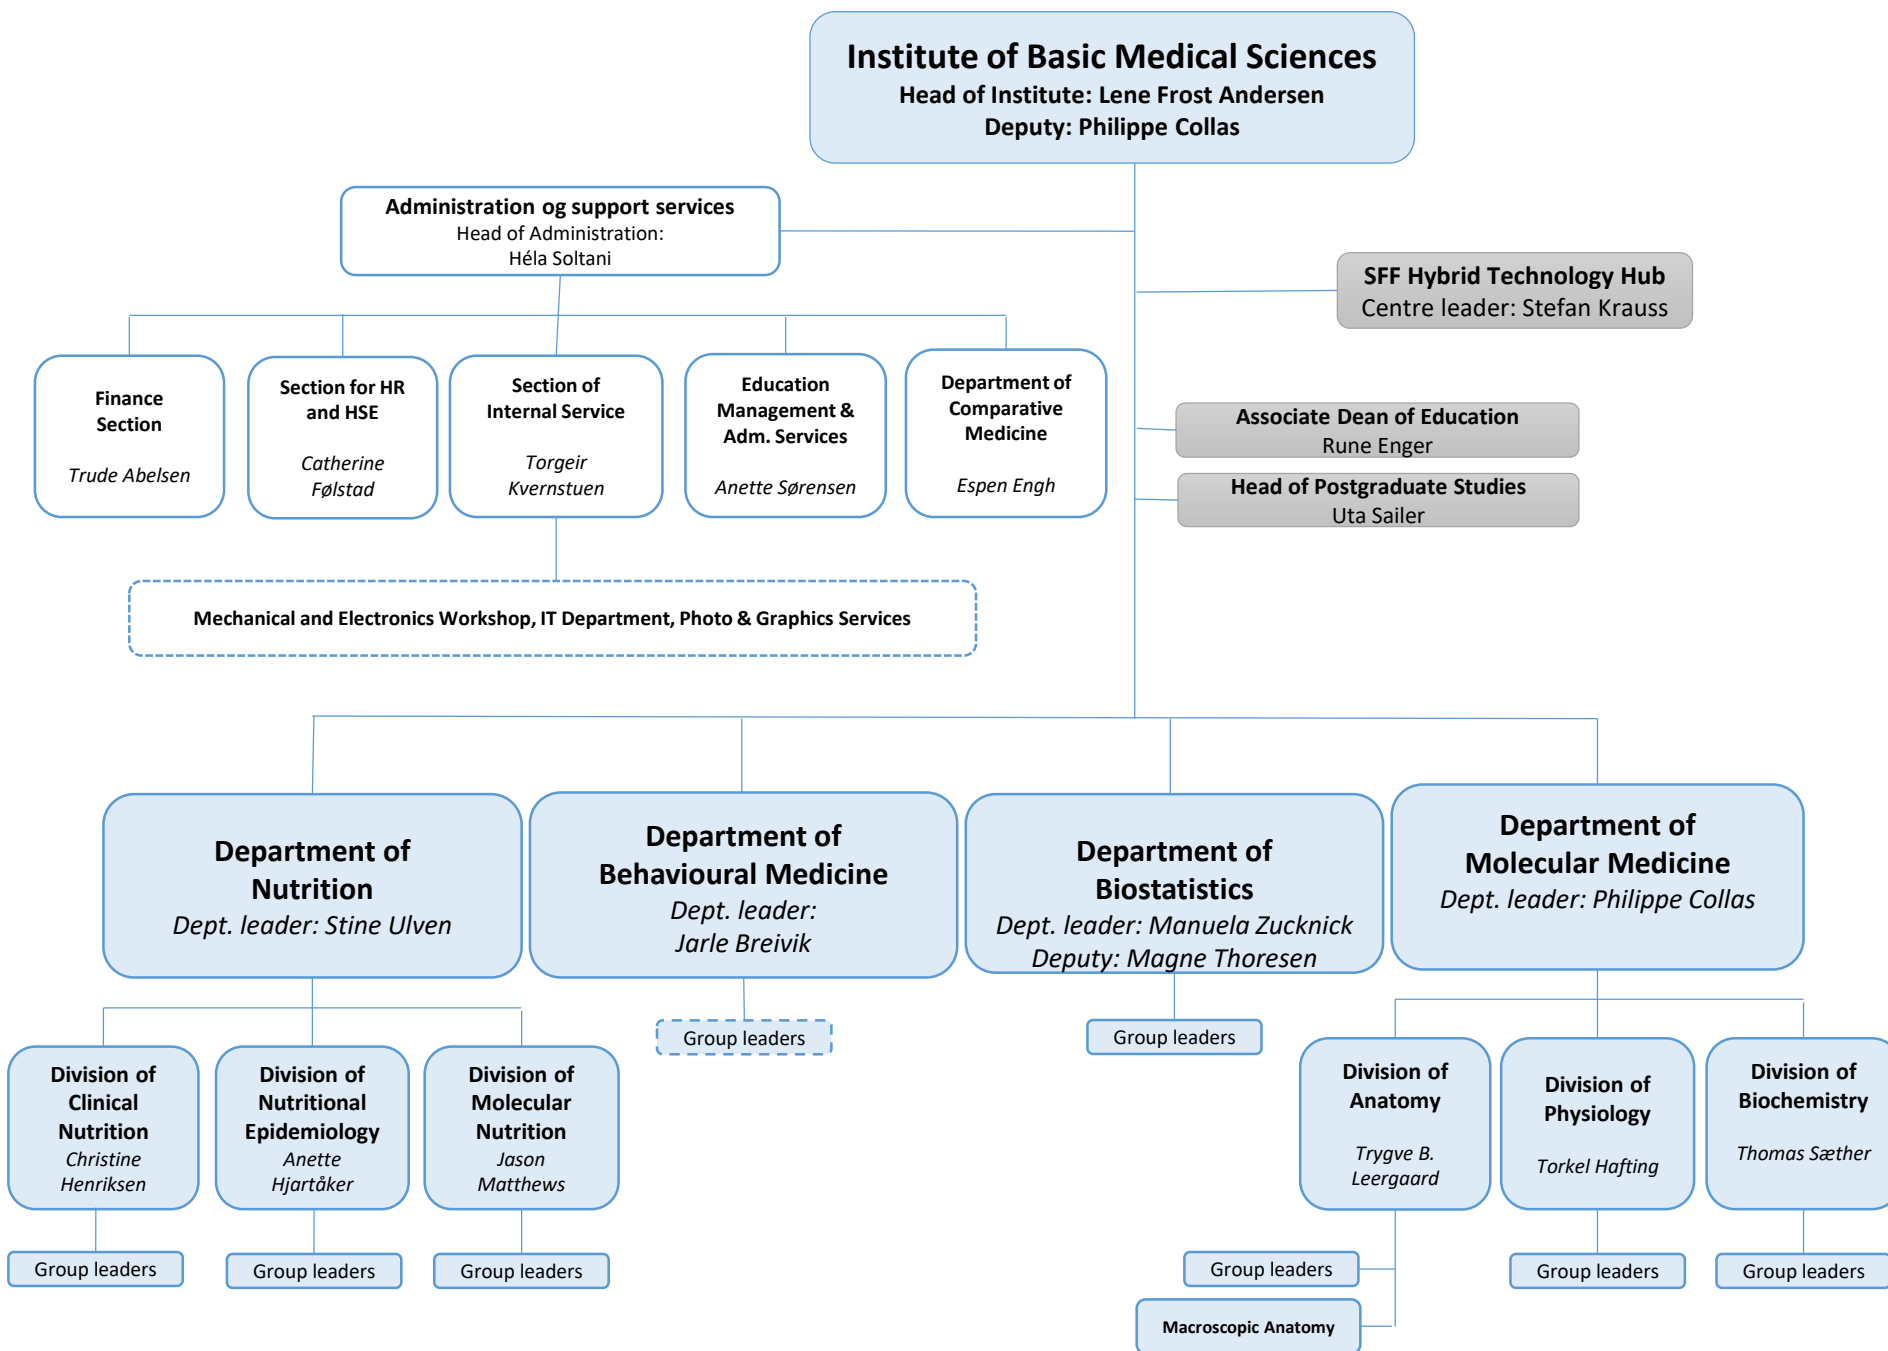 Institute of Basic Medical Sciences
Head of Institute: Lene Frost Andersen
Deputy: Philippe Collas
Administration og support services
Head of Administration:
Héla Soltani
SFF Hybrid Technology Hub
Centre leader: Stefan Krauss
Finance
Section
Trude Abelsen
Section for HR
and HSE
Catherine
Følstad
Section of
Internal Service
Torgeir
Kvernstuen
Education
Management &
Adm. Services
Anette Sørensen
Department of
Comparative
Medicine
Espen Engh
Associate Dean of Education
Rune Enger
Head of Postgraduate Studies
Uta Sailer
Mechanical and Electronics Workshop, IT Department, Photo & Graphics Services
Department of
Nutrition
Dept. leader: Stine Ulven
Department of
Behavioural Medicine
Dept. leader:
Jarle Breivik
Department of
Biostatistics
Dept. leader: Manuela Zucknick
Deputy: Magne Thoresen
Department of
Molecular Medicine
Dept. leader: Philippe Collas
Group leaders
Group leaders
Division of
Clinical
Nutrition
Christine
Henriksen
Division of
Nutritional
Epidemiology
Anette
Hjartåker
Division of
Molecular
Nutrition
Jason
Matthews
Division of
Anatomy
Trygve B.
Leergaard
Division of
Physiology
Torkel Hafting
Division of
Biochemistry
Thomas Sæther
Group leaders
Group leaders
Group leaders
Group leaders
Group leaders
Group leaders
Macroscopic Anatomy